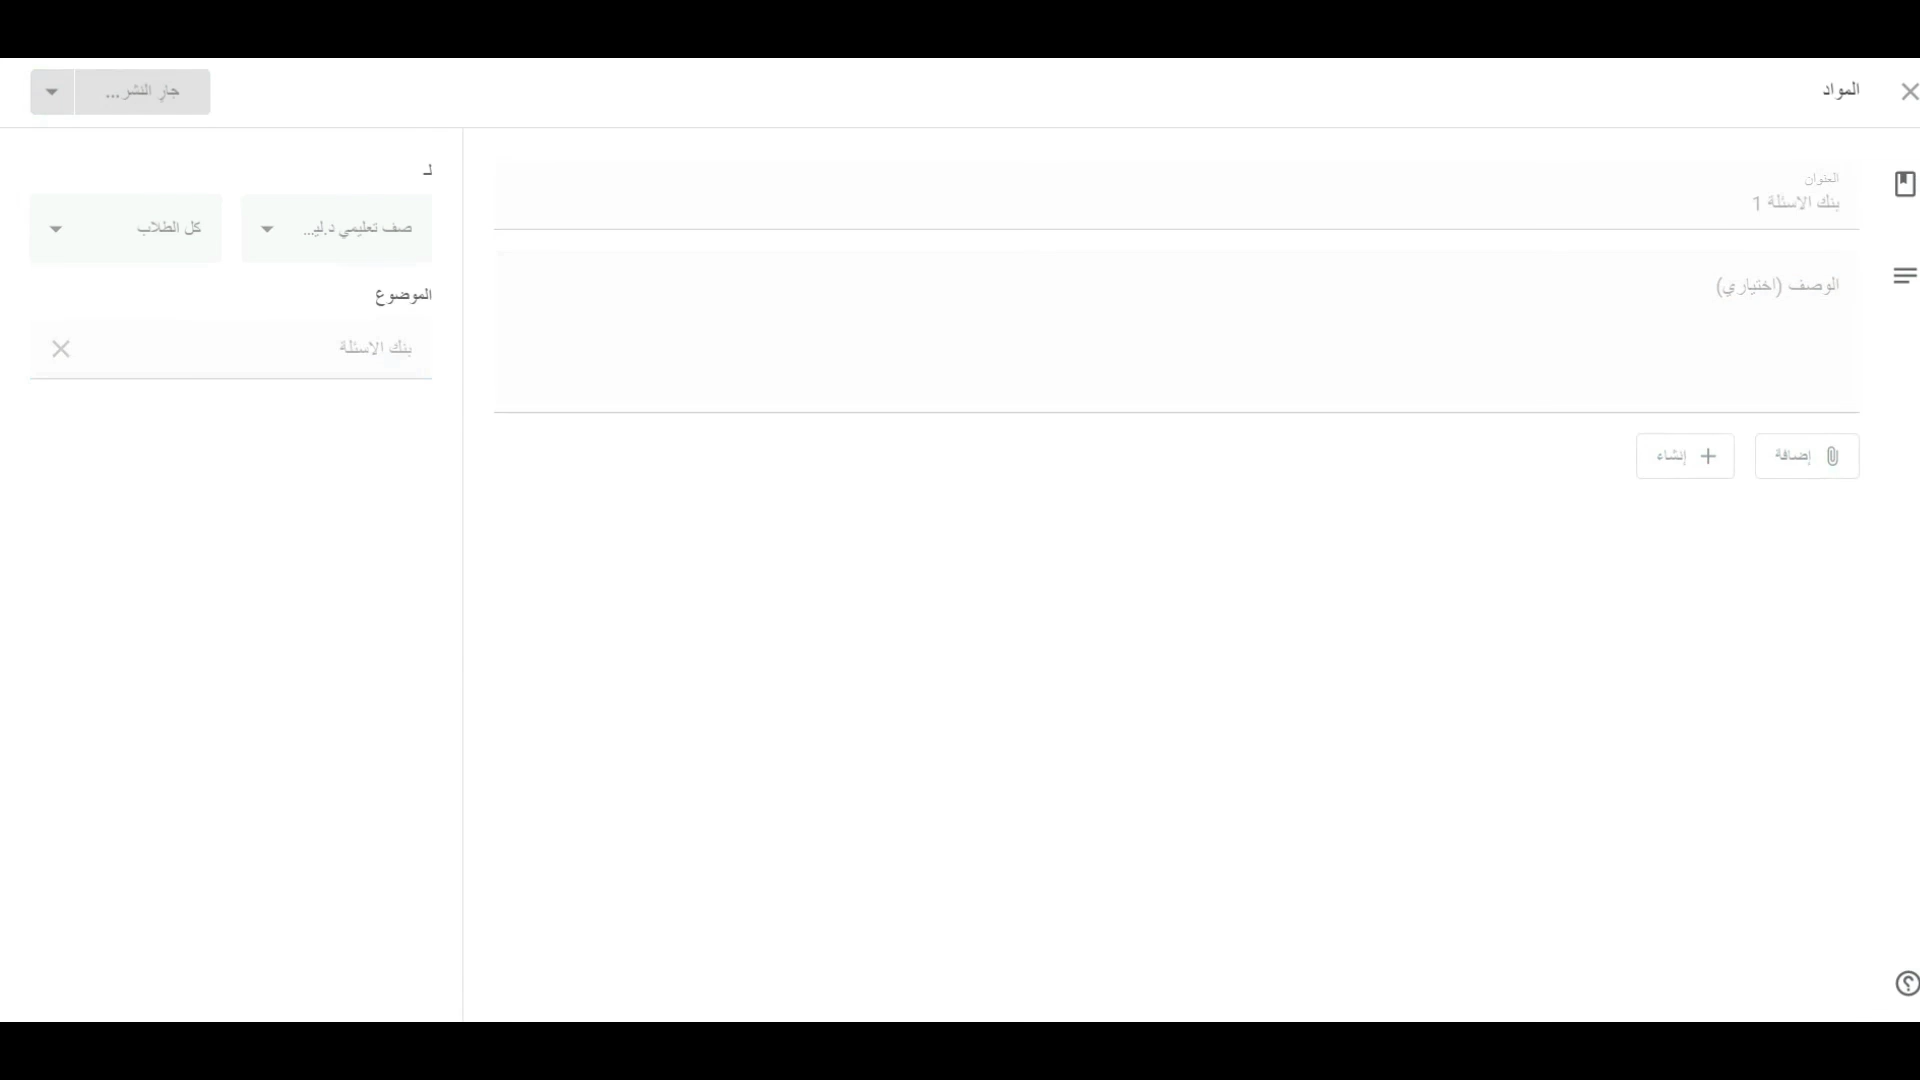 المواد
جارِ النشر...
العنوان
بنك الاسئلة 1
الوصف (اختياري)
إضافة
إنشاء
لـ
صف تعليمي د.لي...
كل الطلاب
الموضوع
بنك الاسئلة